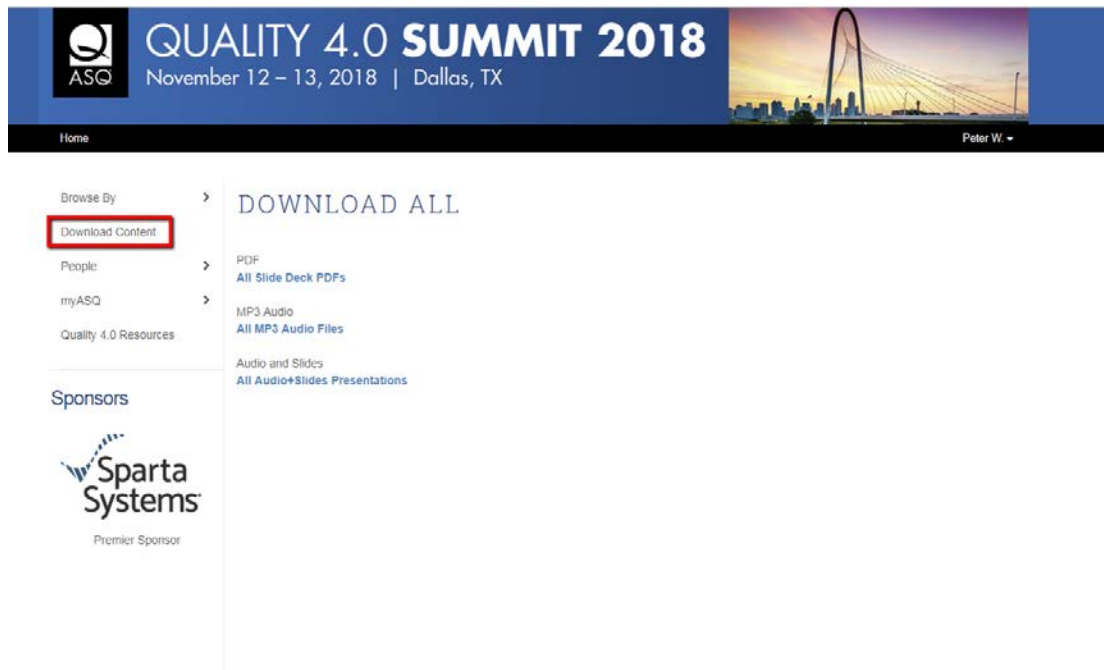 ASQ
QUALITY 4.0 SUMMIT 2018
November 12 – 13, 2018 | Dallas, TX
Home
Peter W.
Browse By
Download Content
People
myASQ
Quality 4.0 Resources
Sponsors
Sparta
Systems
Premier Sponsor
DOWNLOAD ALL
PDF
All Slide Deck PDFs
MP3 Audio
All MP3 Audio Files
Audio and Slides
All Audio+Slides Presentations